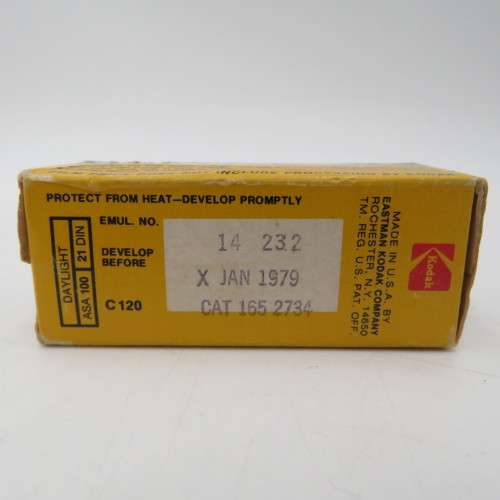 PROTECT FROM HEAT—DEVELOP PROMPTLY
DAYLIGHT
ASA 100 21 DIN
EMUL. NO.
14 232
DEVELOP
BEFORE
X JAN 1979
C 120
CAT 165 2734
MADE IN U.S.A. BY
EASTMAN KODAK COMPANY
ROCHESTER, N.Y. 14650
TM. REG. U.S. PAT. OFF.
Kodak